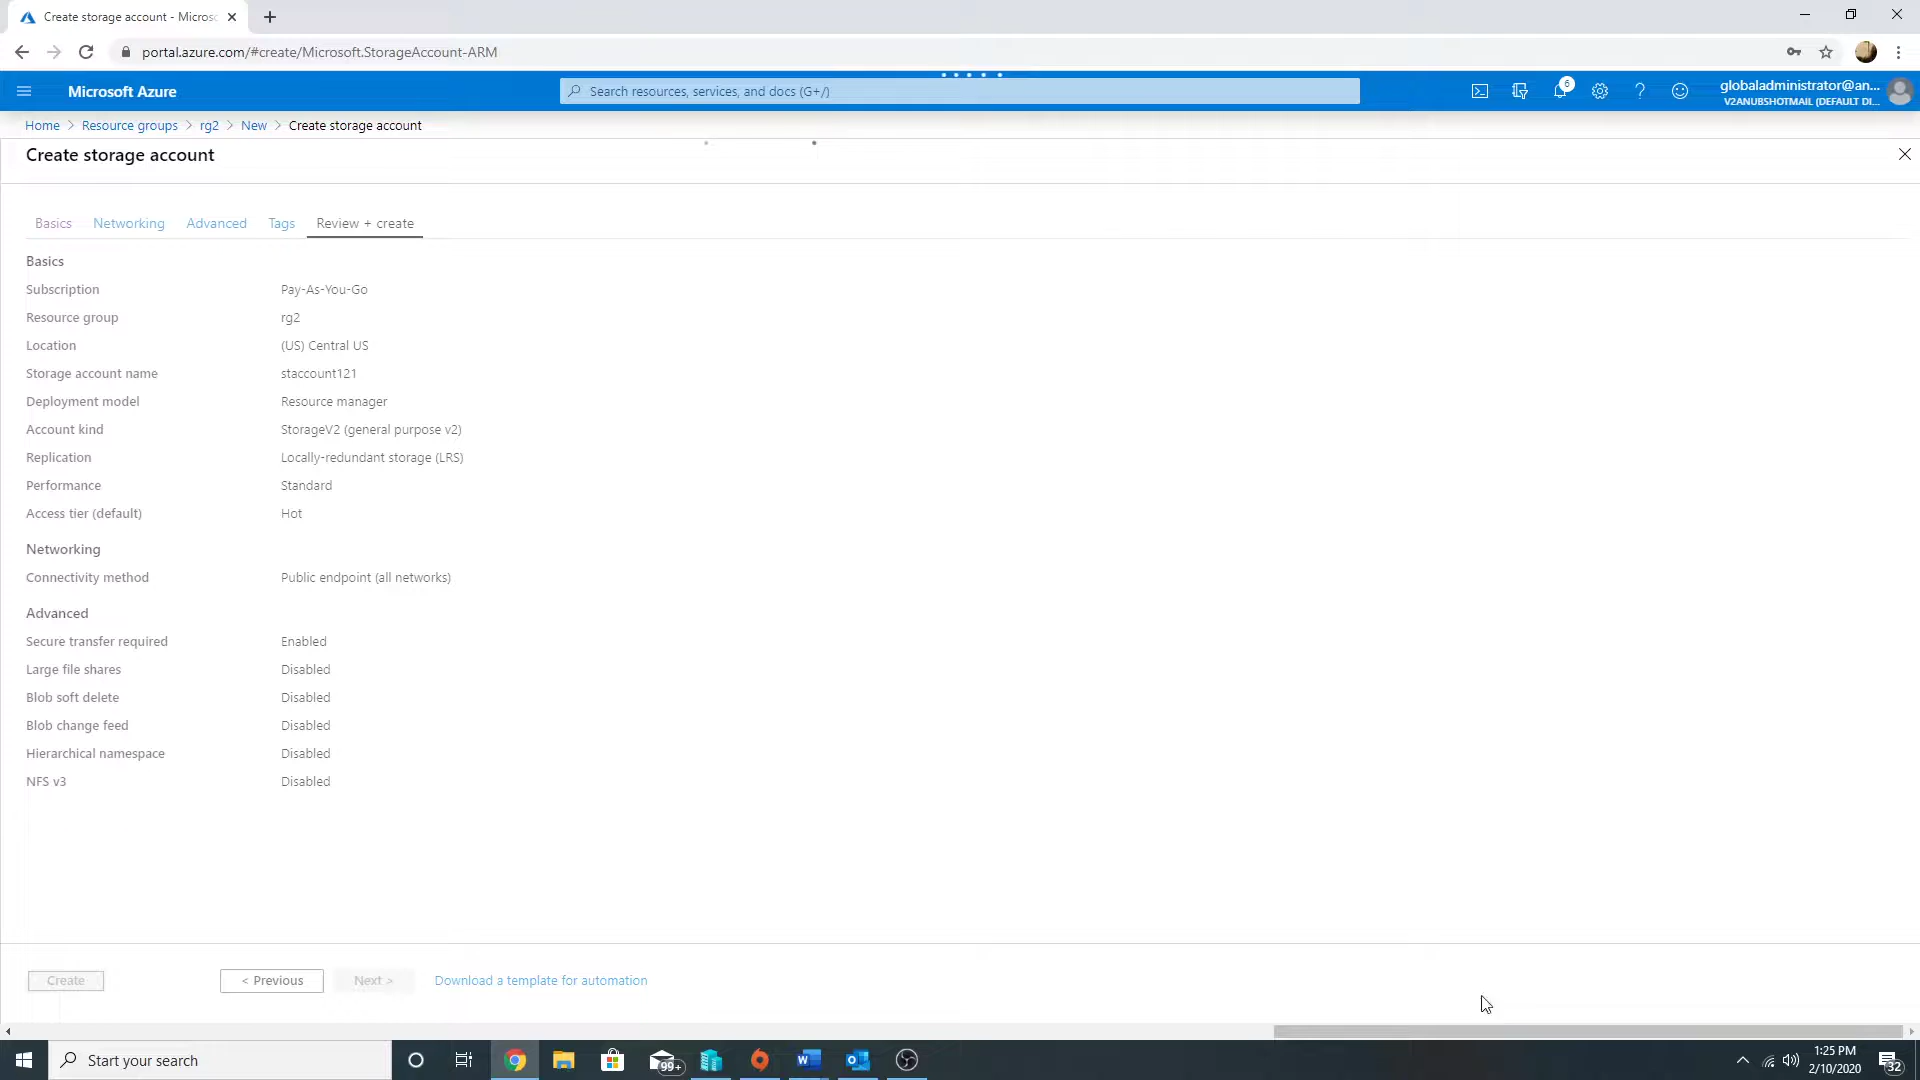 Create storage account - Micros
portal.azure.com/#create/Microsoft.StorageAccount-ARM
Microsoft Azure
Search resources, services, and docs (G+/)
6
globaladministrator@an...
V2ANUBSHOTMAIL (DEFAULT DI...
Home > Resource groups > rg2 > New > Create storage account
Create storage account
Basics Networking Advanced Tags Review + create
Basics
Subscription Pay-As-You-Go
Resource group rg2
Location (US) Central US
Storage account name staccount121
Deployment model Resource manager
Account kind StorageV2 (general purpose v2)
Replication Locally-redundant storage (LRS)
Performance Standard
Access tier (default) Hot
Networking
Connectivity method Public endpoint (all networks)
Advanced
Secure transfer required Enabled
Large file shares Disabled
Blob soft delete Disabled
Blob change feed Disabled
Hierarchical namespace Disabled
NFS v3 Disabled
Create < Previous Next > Download a template for automation
Start your search
99+
1:25 PM
2/10/2020
32